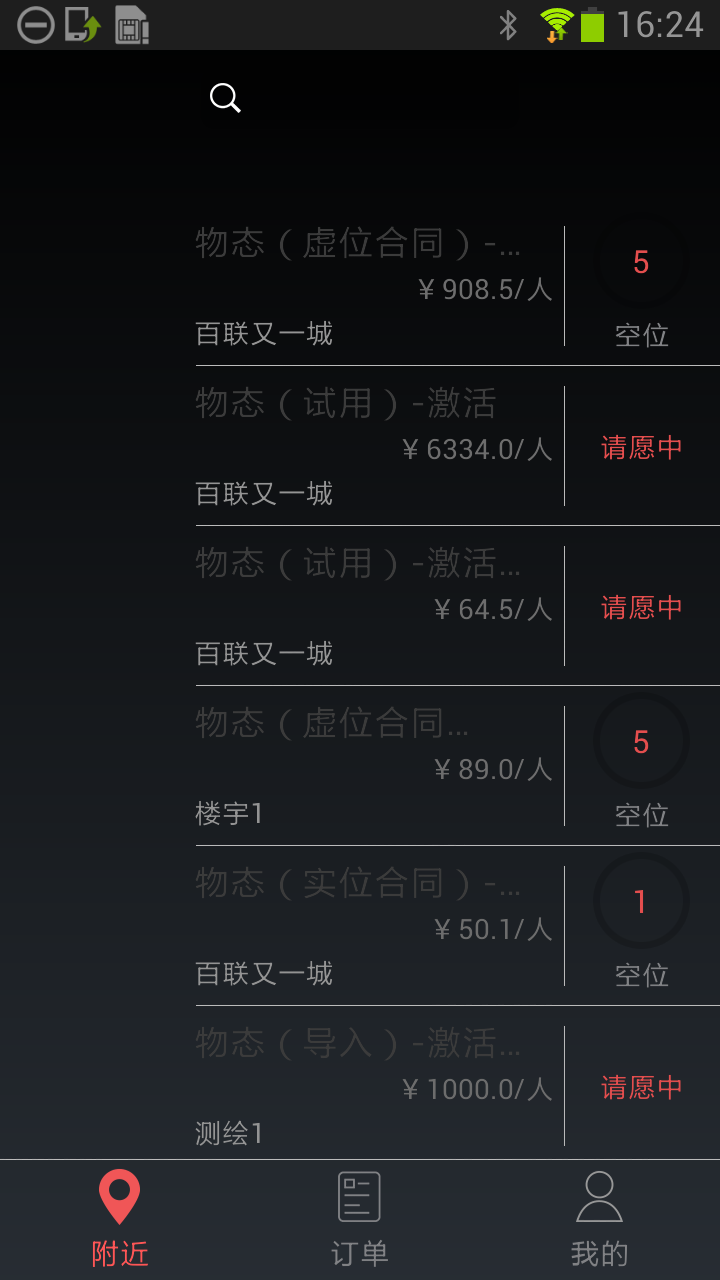 16:24
物态（虚位合同）-...
¥ 908.5/人
5
百联又一城
空位
物态（试用）-激活
¥ 6334.0/人
请愿中
百联又一城
物态（试用）-激活...
¥ 64.5/人
请愿中
百联又一城
物态（虚位合同...
¥ 89.0/人
5
楼宇1
空位
物态（实位合同）-...
¥ 50.1/人
1
百联又一城
空位
物态（导入）-激活...
¥ 1000.0/人
请愿中
测绘1
附近
订单
我的